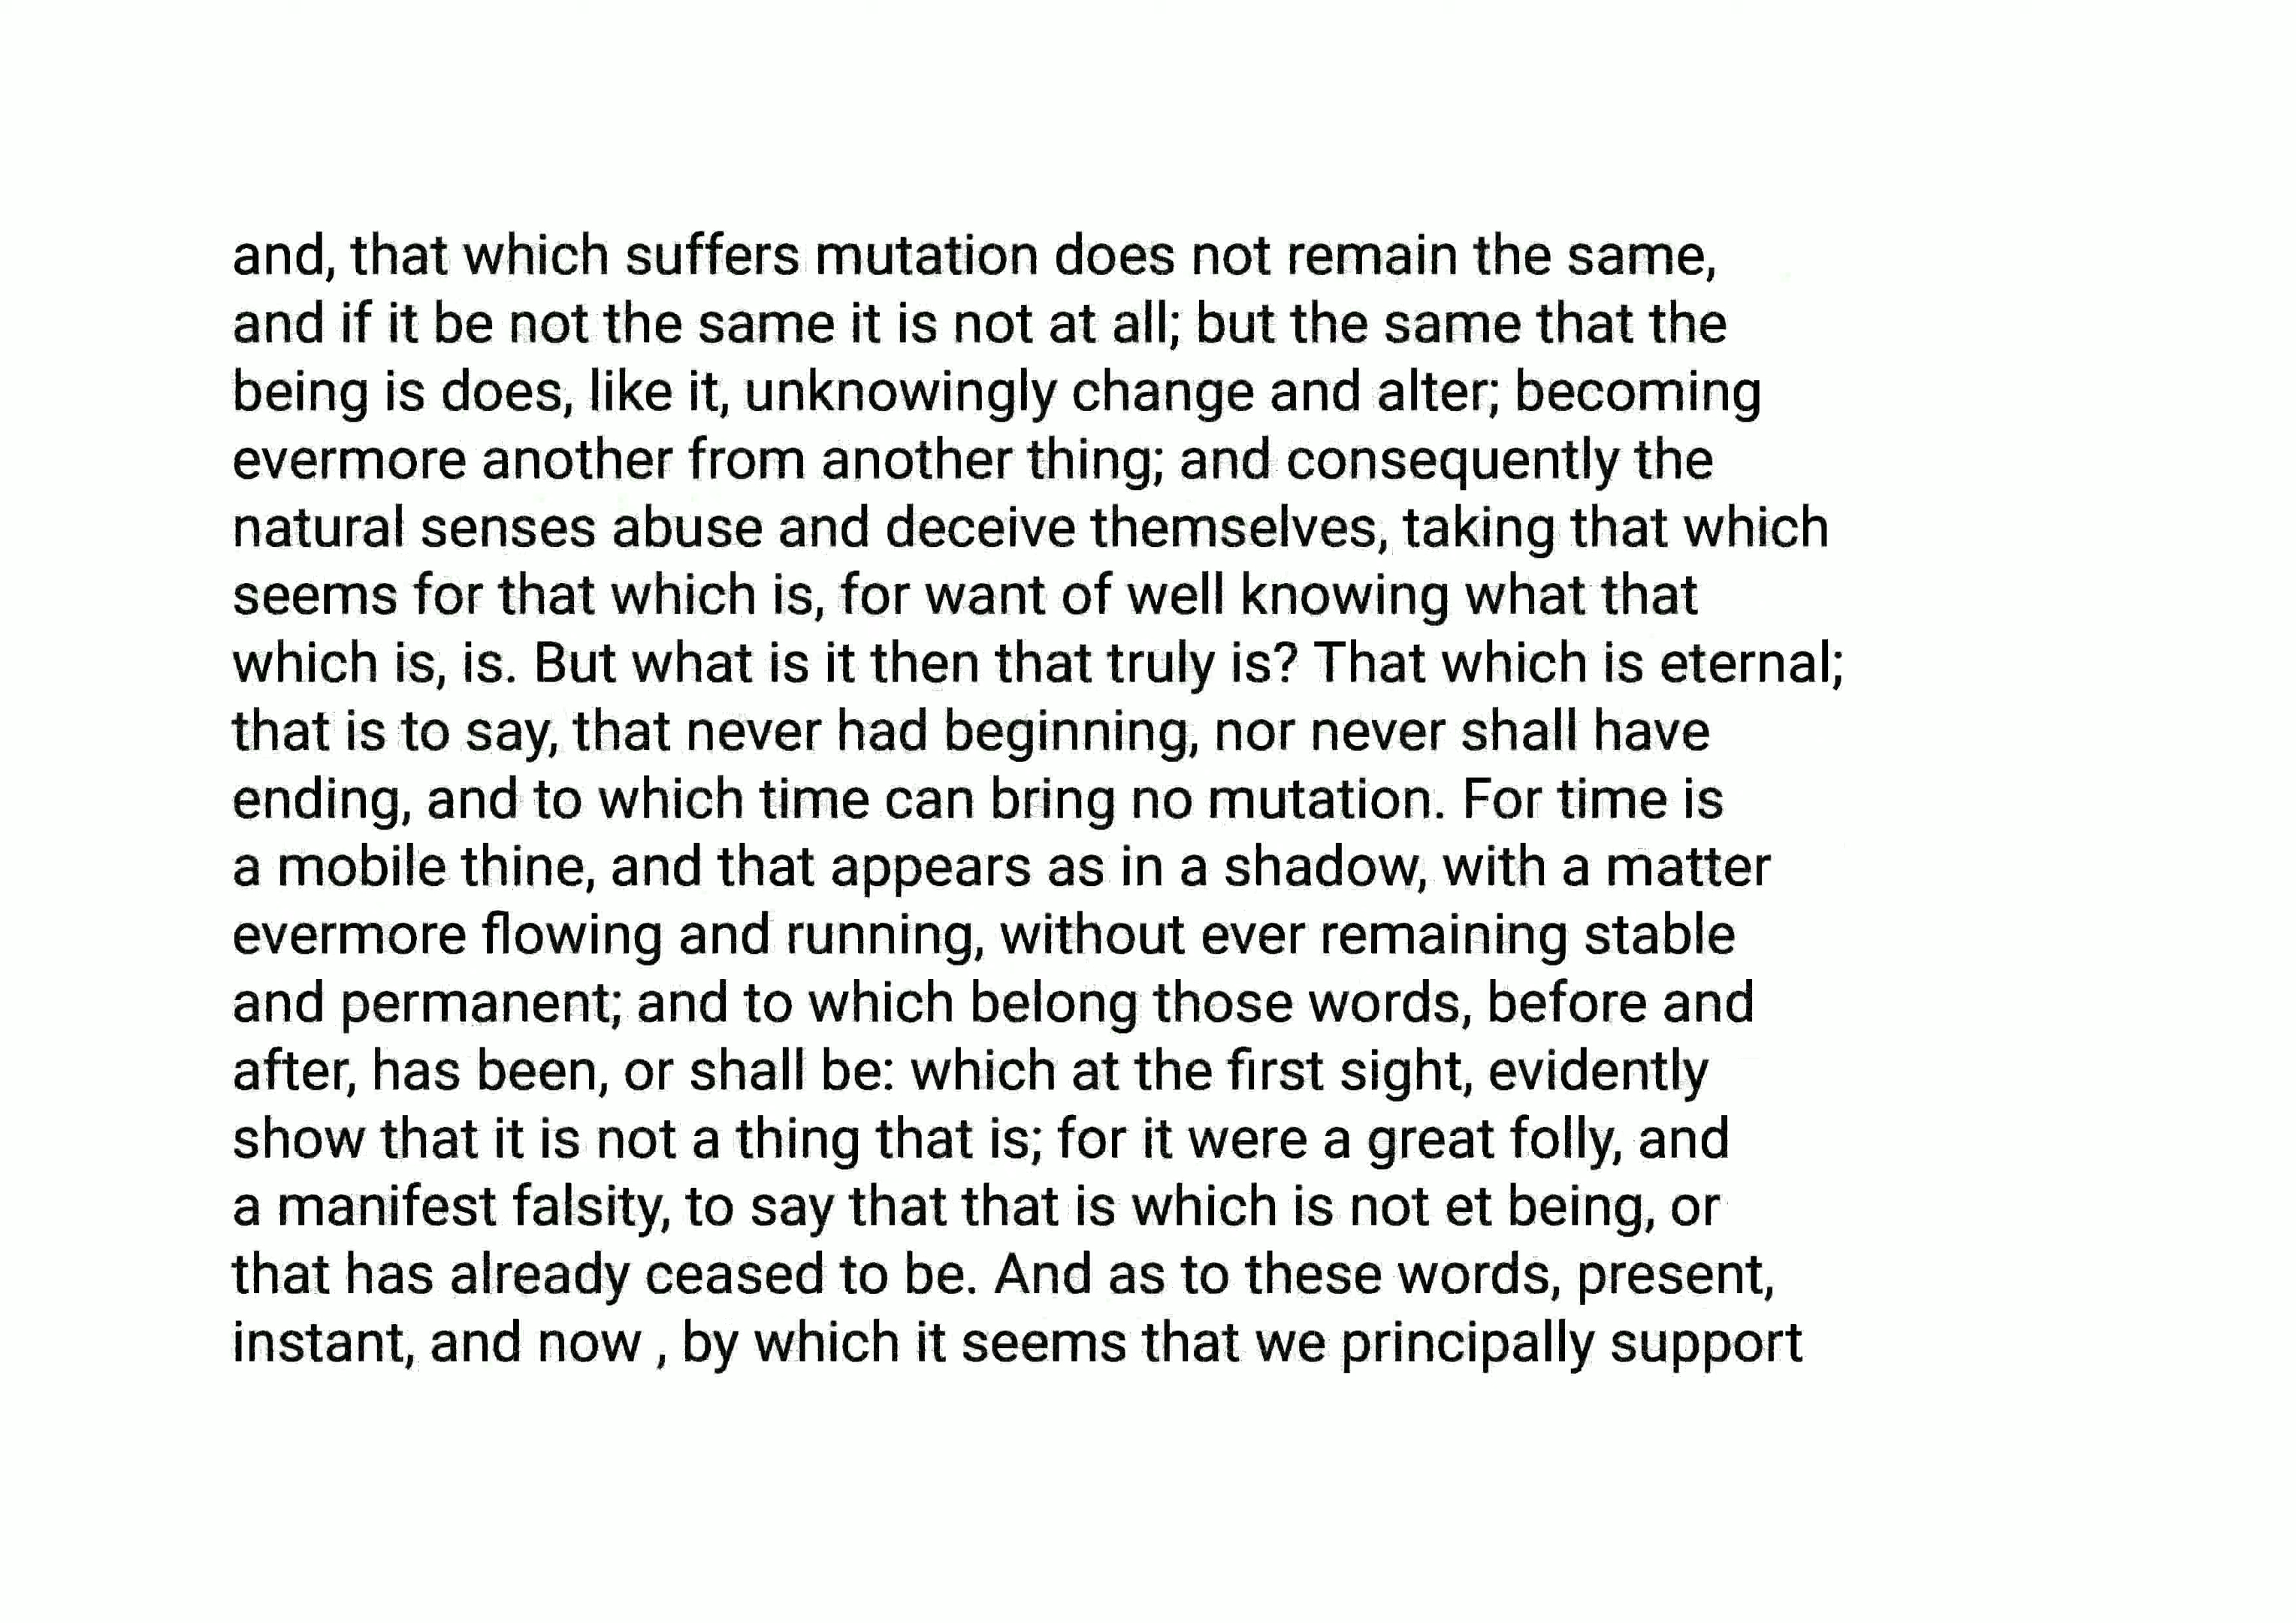 and, that which suffers mutation does not remain the same,
and if it be not the same it is not at all; but the same that the
being is does, like it, unknowingly change and alter; becoming
evermore another from another thing; and consequently the
natural senses abuse and deceive themselves, taking that which
seems for that which is, for want of well knowing what that
which is, is. But what is it then that truly is? That which is eternal;
that is to say, that never had beginning, nor never shall have
ending, and to which time can bring no mutation. For time is
a mobile thine, and that appears as in a shadow, with a matter
evermore flowing and running, without ever remaining stable
and permanent; and to which belong those words, before and
after, has been, or shall be: which at the first sight, evidently
show that it is not a thing that is; for it were a great folly, and
a manifest falsity, to say that that is which is not et being, or
that has already ceased to be. And as to these words, present,
instant, and now , by which it seems that we principally support